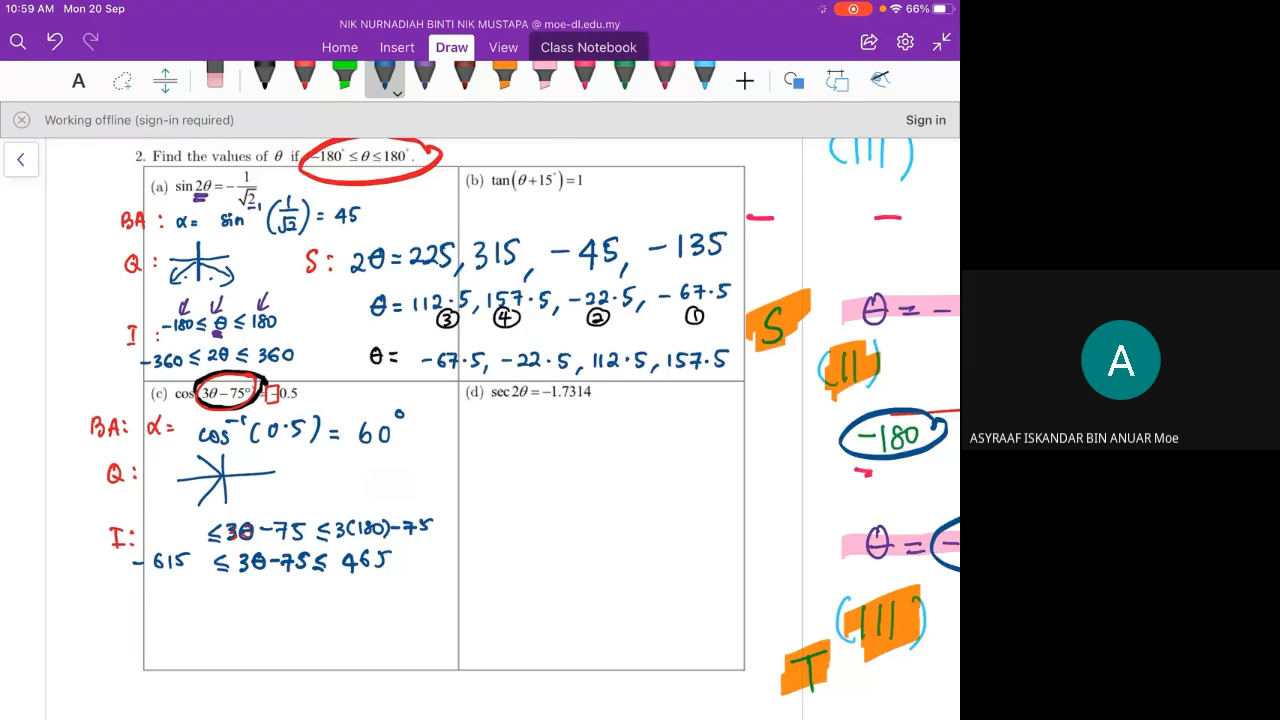 10:59 AM Mon 20 Sep
66%
NIK NURNADIAH BINTI NIK MUSTAPA @ moe-dl.edu.my
Home Insert Draw View Class Notebook
A
Working offline (sign-in required) Sign in
2. Find the values of θ if −180° ≤ θ ≤ 180°.
(a) sin 2θ = −1/√2
BA: α = sin⁻¹(1/√2) = 45
Q:
S: 2θ = 225, 315, −45, −135
θ = 112.5, 157.5, −22.5, −67.5
③ ④ ② ①
I: −180 ≤ θ ≤ 180
−360 ≤ 2θ ≤ 360
θ = −67.5, −22.5, 112.5, 157.5
(b) tan(θ + 15°) = 1
(c) cos 3θ − 75° = −0.5
BA: α = cos⁻¹(0.5) = 60°
Q:
I: ≤ 3θ − 75 ≤ 3(180) − 75
−615 ≤ 3θ − 75 ≤ 465
(d) sec 2θ = −1.7314
(III)
S
θ = −
(II)
−180
θ = −
(III)
T
A
ASYRAAF ISKANDAR BIN ANUAR Moe